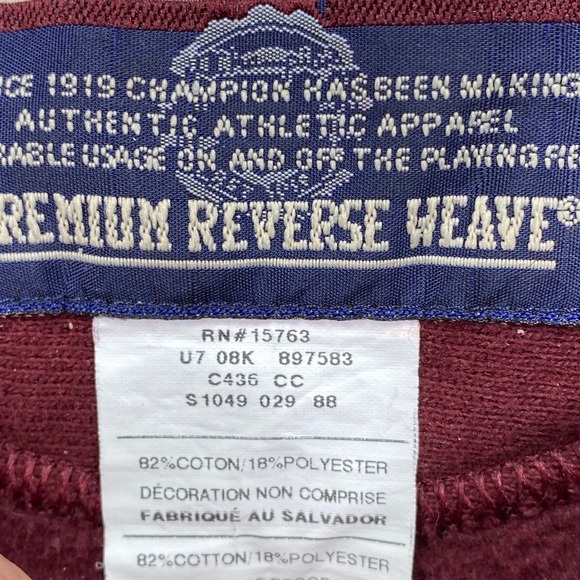 CE 1919 CHAMPION HAS BEEN MAKING
AUTHENTIC ATHLETIC APPAREL
RABLE USAGE ON AND OFF THE PLAYING
REMIUM REVERSE WEAVE®
RN#15763
U7 08K 897583
C436 CC
S1049 029 88
82%COTON/18%POLYESTER
DÉCORATION NON COMPRISE
FABRIQUÉ AU SALVADOR
82%COTTON/18%POLYESTER